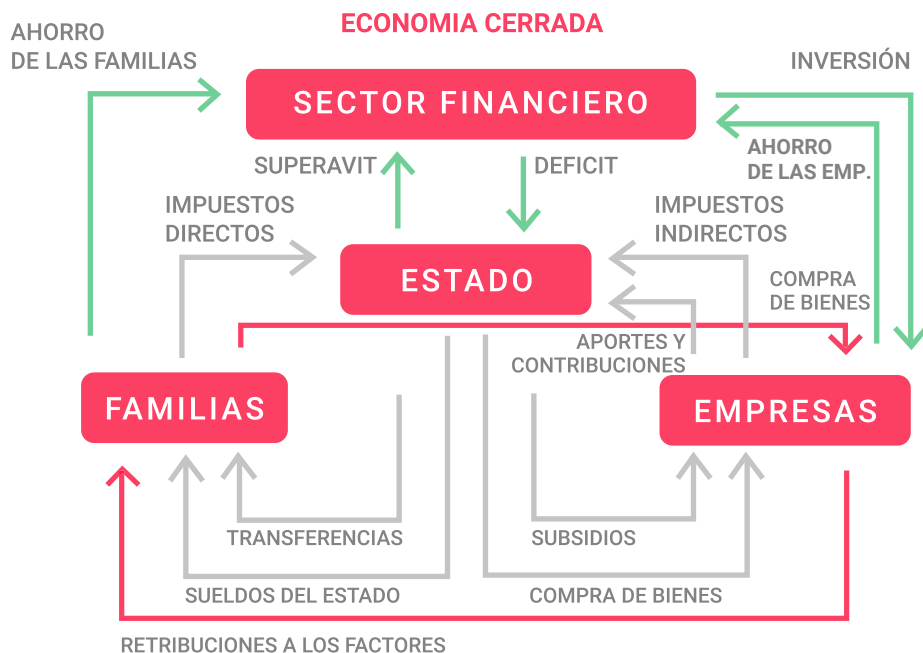 ECONOMIA CERRADA
AHORRO
DE LAS FAMILIAS
INVERSIÓN
SECTOR FINANCIERO
AHORRO
DE LAS EMP.
SUPERAVIT
DEFICIT
IMPUESTOS
DIRECTOS
IMPUESTOS
INDIRECTOS
ESTADO
COMPRA
DE BIENES
APORTES Y
CONTRIBUCIONES
FAMILIAS
EMPRESAS
TRANSFERENCIAS
SUBSIDIOS
SUELDOS DEL ESTADO
COMPRA DE BIENES
RETRIBUCIONES A LOS FACTORES